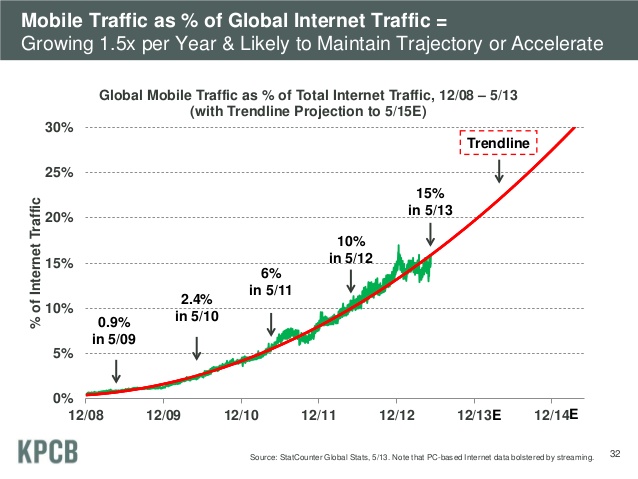 Mobile Traffic as % of Global Internet Traffic =
Growing 1.5x per Year & Likely to Maintain Trajectory or Accelerate
Global Mobile Traffic as % of Total Internet Traffic, 12/08 – 5/13
(with Trendline Projection to 5/15E)
30%
25%
20%
15%
10%
5%
0%
% of Internet Traffic
0.9%
in 5/09
2.4%
in 5/10
6%
in 5/11
10%
in 5/12
15%
in 5/13
Trendline
12/08 12/09 12/10 12/11 12/12 12/13E 12/14E
KPCB
Source: StatCounter Global Stats, 5/13. Note that PC-based Internet data bolstered by streaming.
32